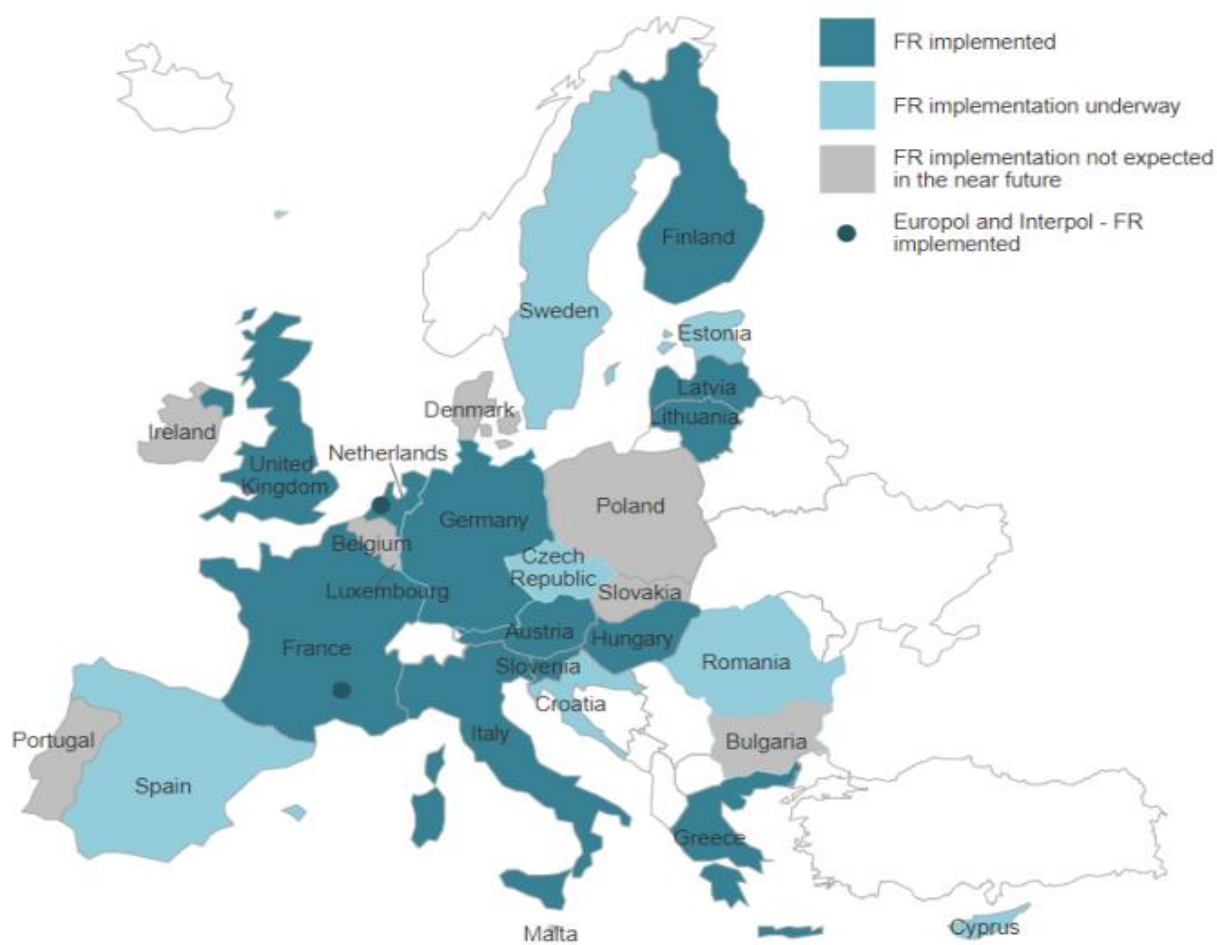 FR implemented
FR implementation underway
FR implementation not expected
in the near future
Europol and Interpol - FR
implemented
Finland
Sweden
Estonia
Latvia
Lithuania
Denmark
Ireland
United
Kingdom
Netherlands
Germany
Poland
Belgium
Czech
Republic
Luxembourg
Slovakia
Austria
Hungary
France
Slovenia
Romania
Croatia
Italy
Bulgaria
Portugal
Spain
Greece
Malta
Cyprus